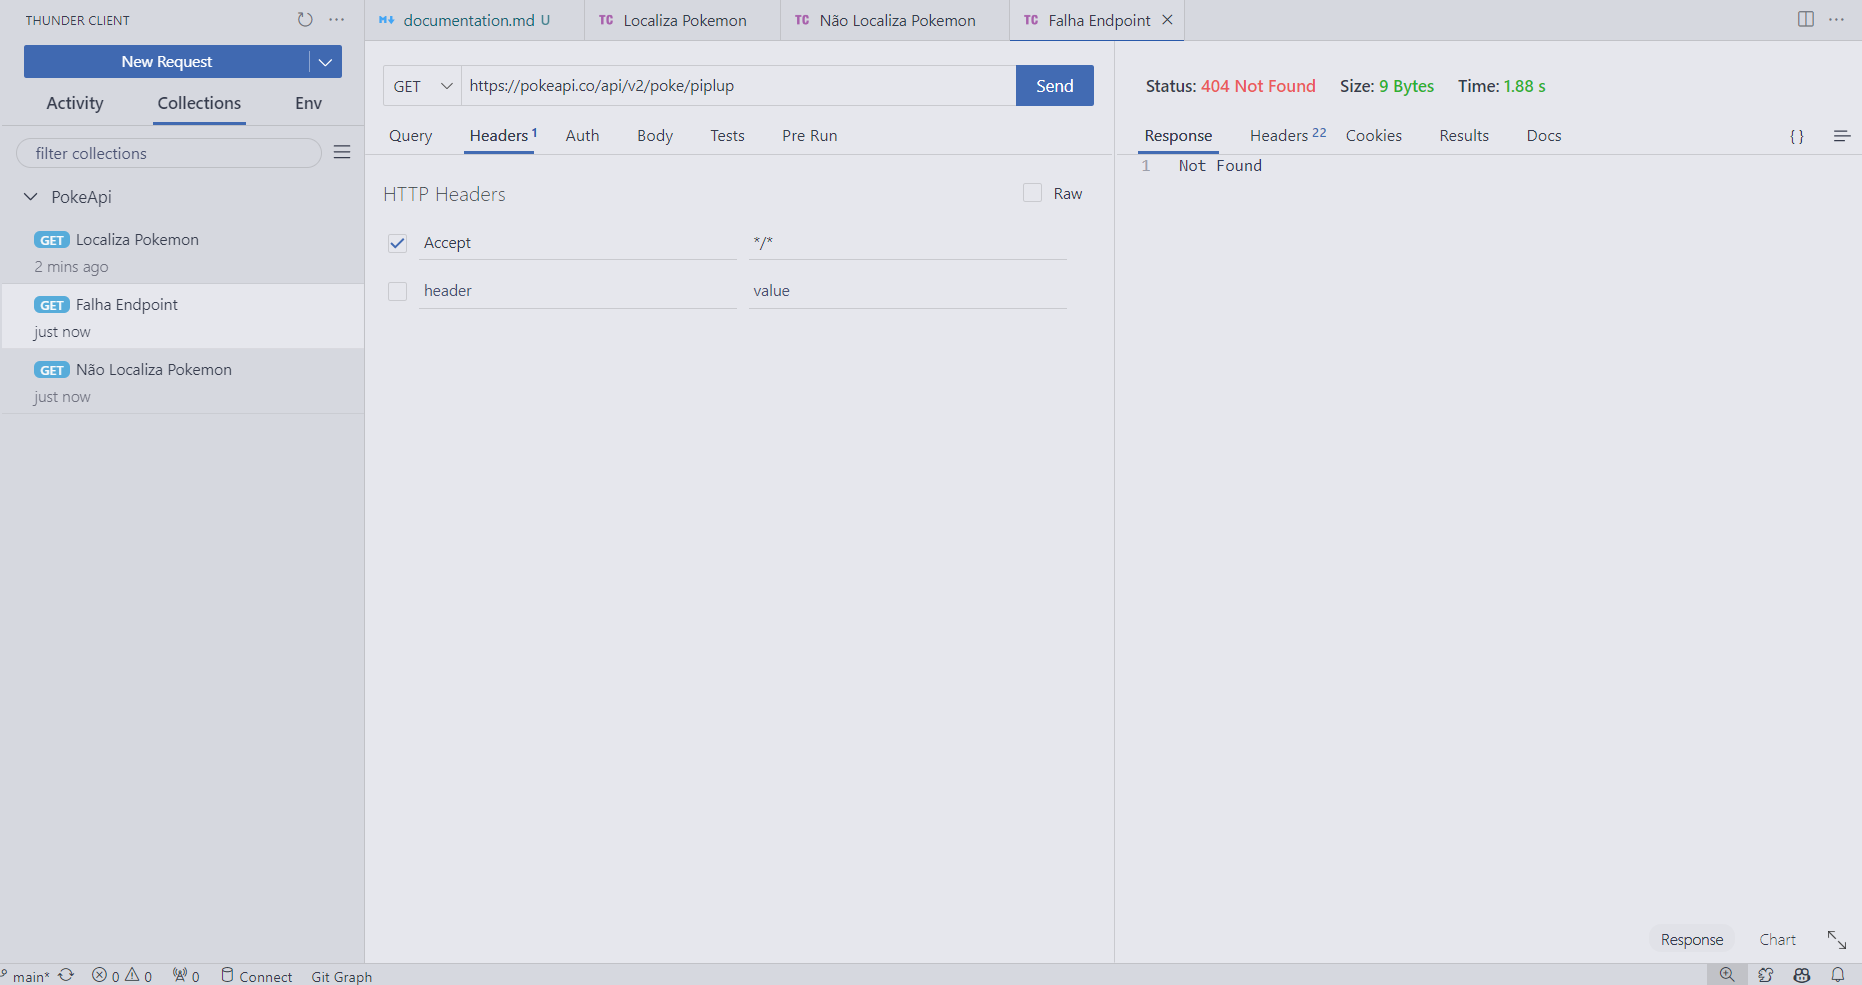 THUNDER CLIENT
New Request
Activity Collections Env
filter collections
PokeApi
GET Localiza Pokemon
2 mins ago
GET Falha Endpoint
just now
GET Não Localiza Pokemon
just now
documentation.md U
TC Localiza Pokemon
TC Não Localiza Pokemon
TC Falha Endpoint
GET https://pokeapi.co/api/v2/poke/piplup Send
Query Headers 1 Auth Body Tests Pre Run
HTTP Headers Raw
Accept */*
header value
Status: 404 Not Found Size: 9 Bytes Time: 1.88 s
Response Headers 22 Cookies Results Docs { }
1 Not Found
Response Chart
main* 0 0 0 Connect Git Graph